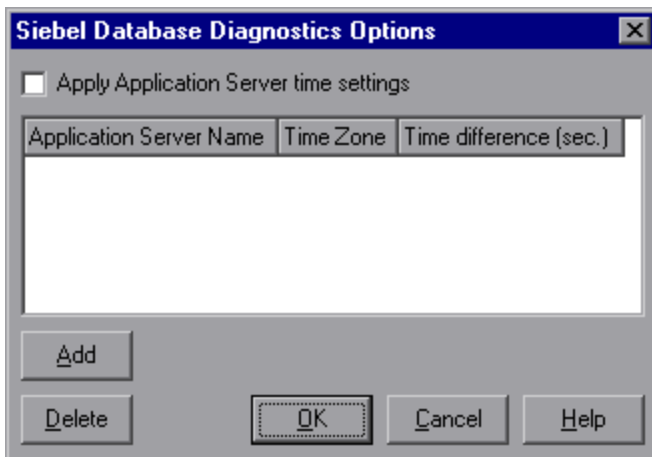 Siebel Database Diagnostics Options
Apply Application Server time settings
Application Server Name Time Zone Time difference (sec.)
Add
Delete OK Cancel Help